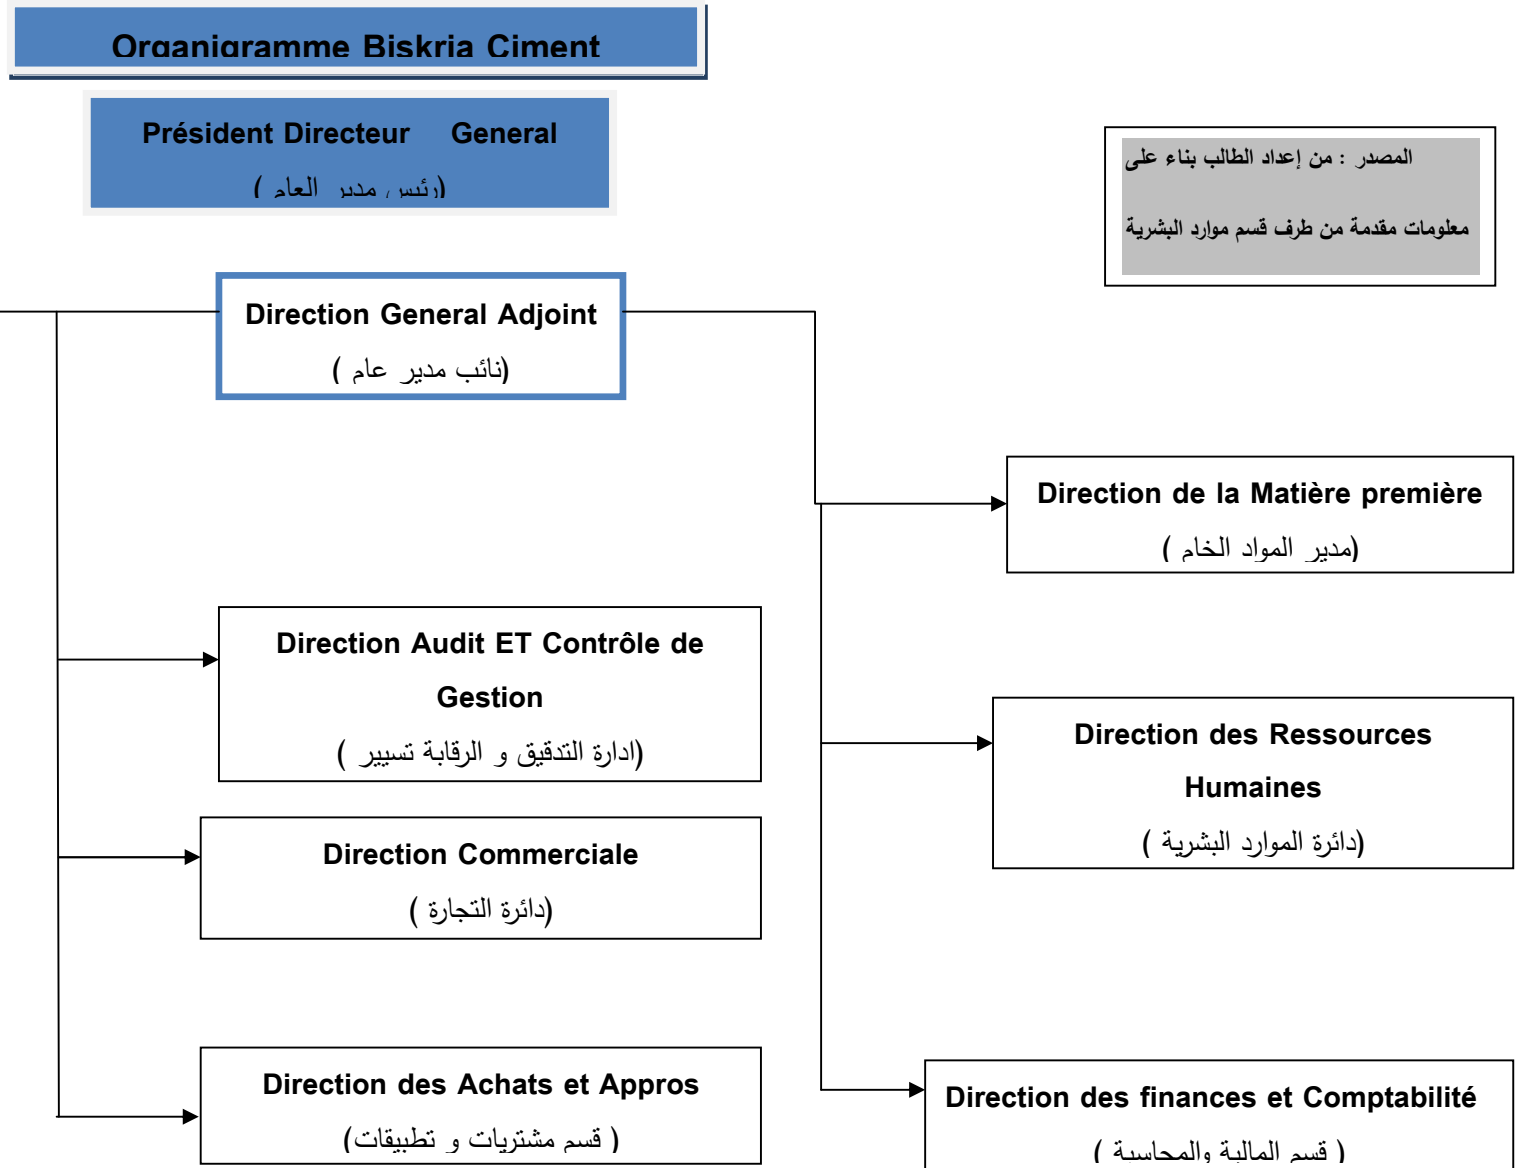 Organigramme Biskria Ciment
Président Directeur General
(رئيس مدير العام )
المصدر : من إعداد الطالب بناء على
معلومات مقدمة من طرف قسم موارد البشرية
Direction General Adjoint
(نائب مدير عام )
Direction de la Matière première
(مدير المواد الخام )
Direction Audit ET Contrôle de
Gestion
(ادارة التدقيق و الرقابة تسيير )
Direction des Ressources
Humaines
(دائرة الموارد البشرية )
Direction Commerciale
(دائرة التجارة )
Direction des Achats et Appros
( قسم مشتريات و تطبيقات)
Direction des finances et Comptabilité
( قسم المالية والمحاسبة )